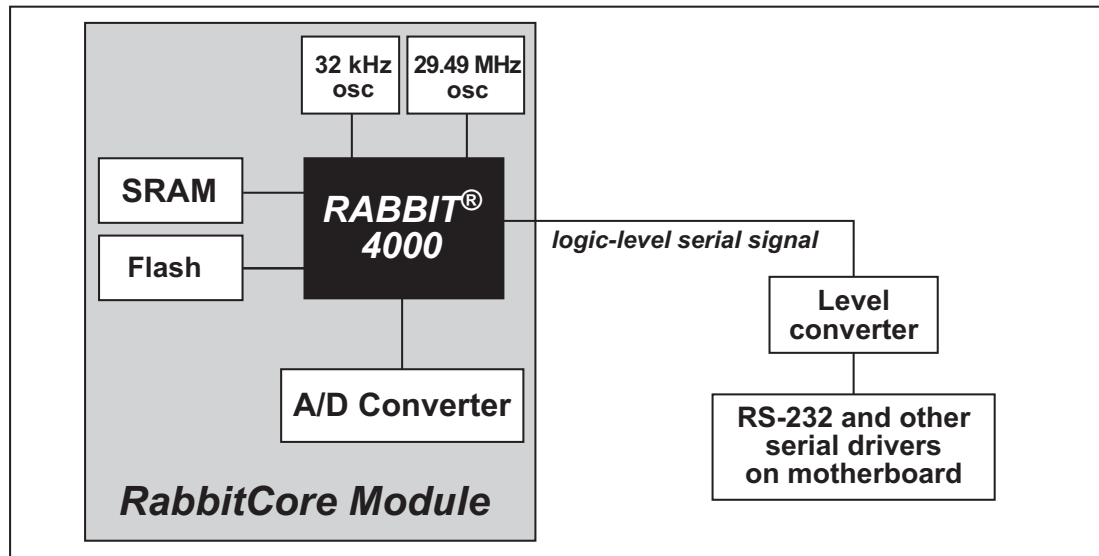 32 kHz
osc
29.49 MHz
osc
SRAM
RABBIT®
4000
logic-level serial signal
Flash
Level
converter
A/D Converter
RS-232 and other
serial drivers
on motherboard
RabbitCore Module